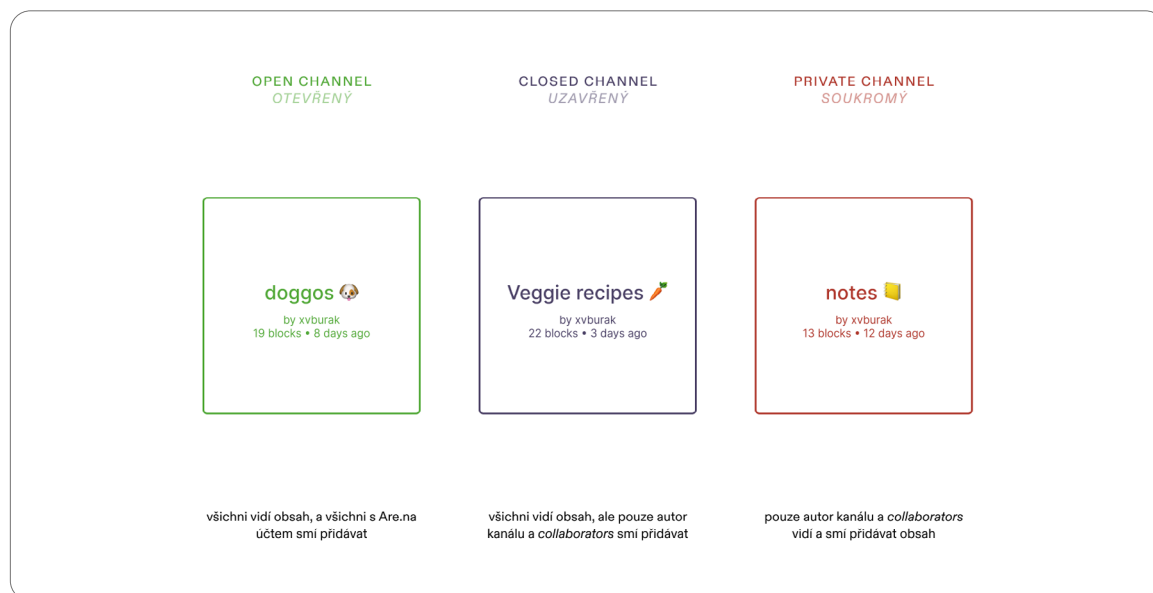 OPEN CHANNEL
OTEVŘENÝ
CLOSED CHANNEL
UZAVŘENÝ
PRIVATE CHANNEL
SOUKROMÝ
doggos 🐶
by xvburak
19 blocks • 8 days ago
Veggie recipes 🥕
by xvburak
22 blocks • 3 days ago
notes 📒
by xvburak
13 blocks • 12 days ago
všichni vidí obsah, a všichni s Are.na
účtem smí přidávat
všichni vidí obsah, ale pouze autor
kanálu a collaborators smí přidávat
pouze autor kanálu a collaborators
vidí a smí přidávat obsah